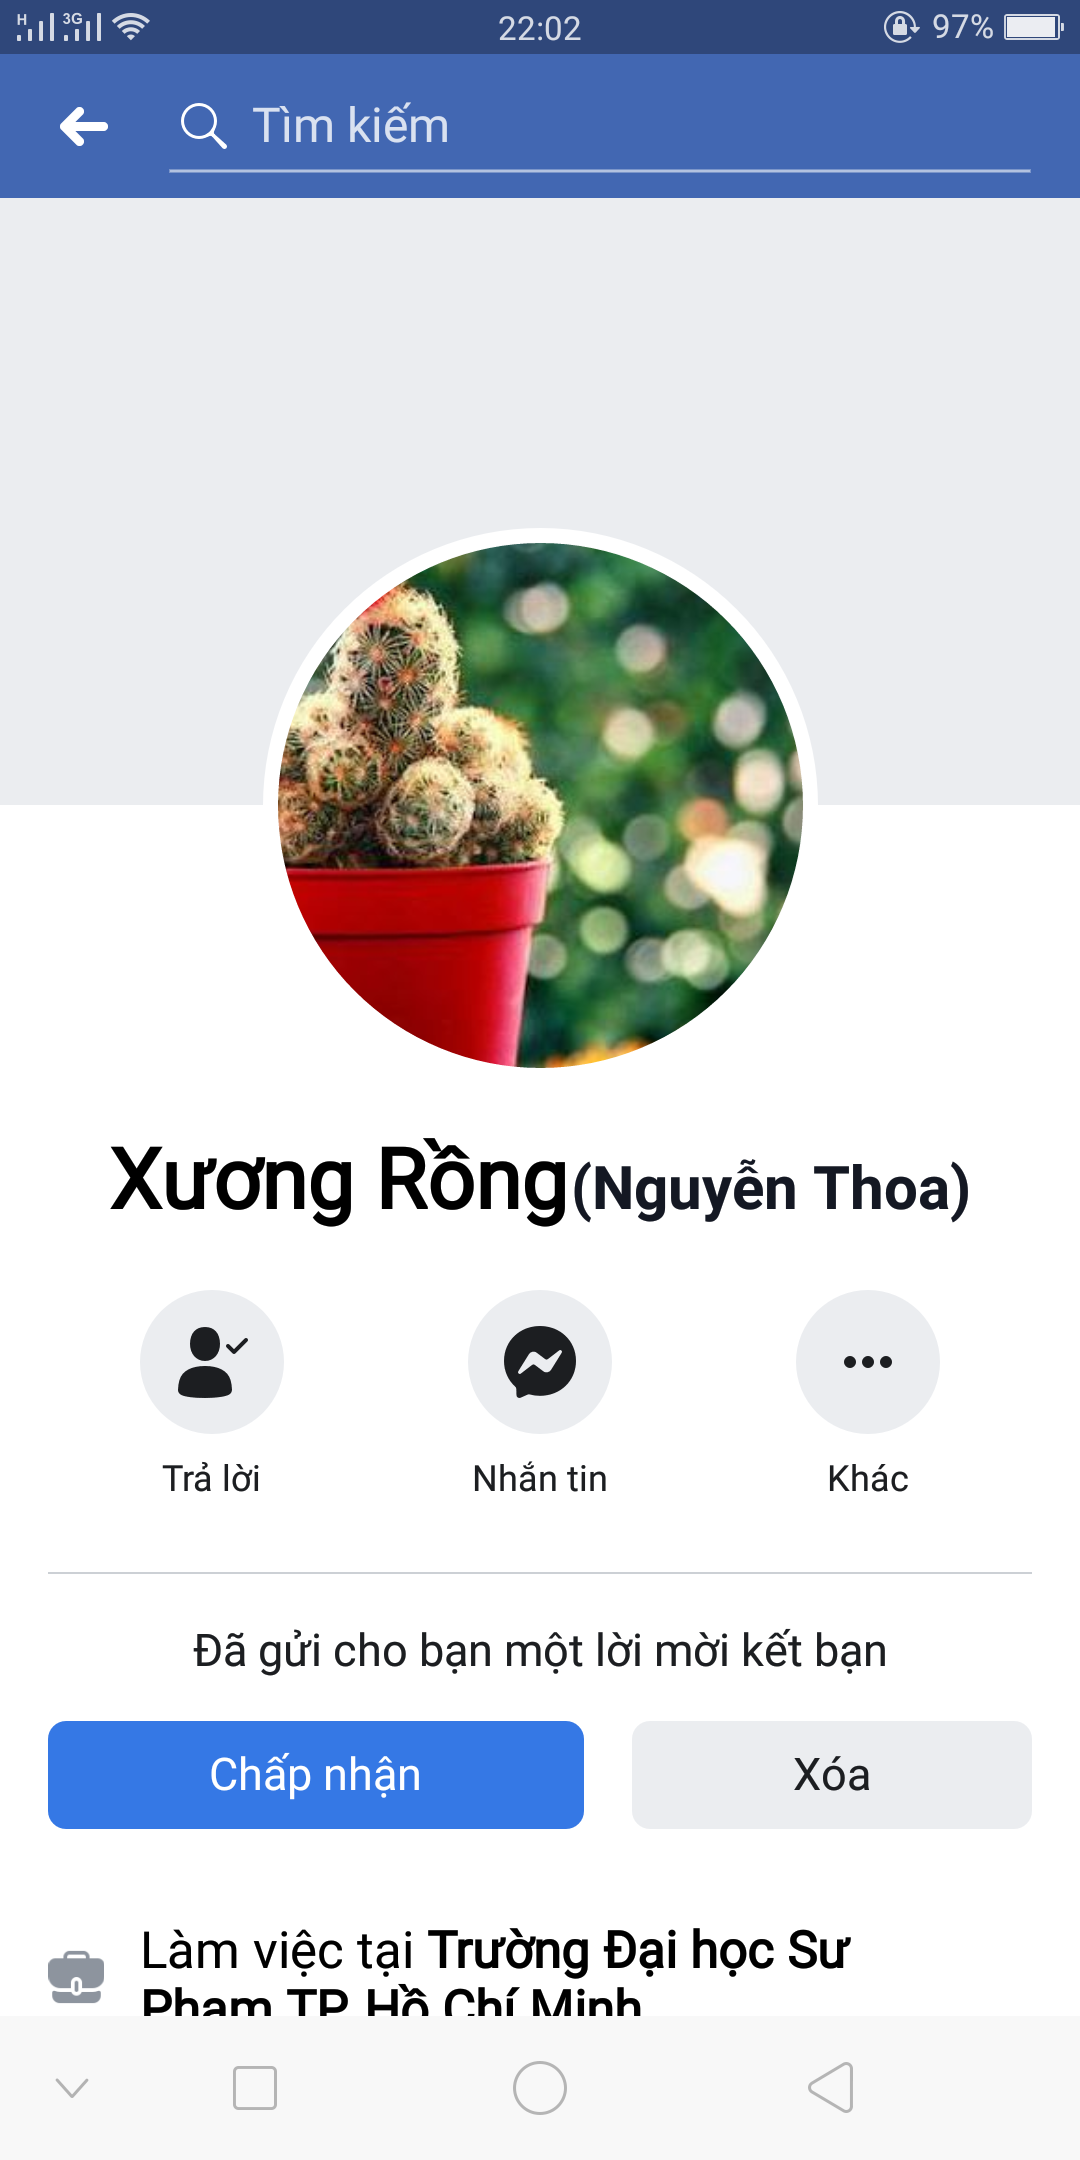 H 3G 22:02 97%
Tìm kiếm
Xương Rồng(Nguyễn Thoa)
Trả lời Nhắn tin Khác
Đã gửi cho bạn một lời mời kết bạn
Chấp nhận Xóa
Làm việc tại Trường Đại học Sư
Phạm TP. Hồ Chí Minh